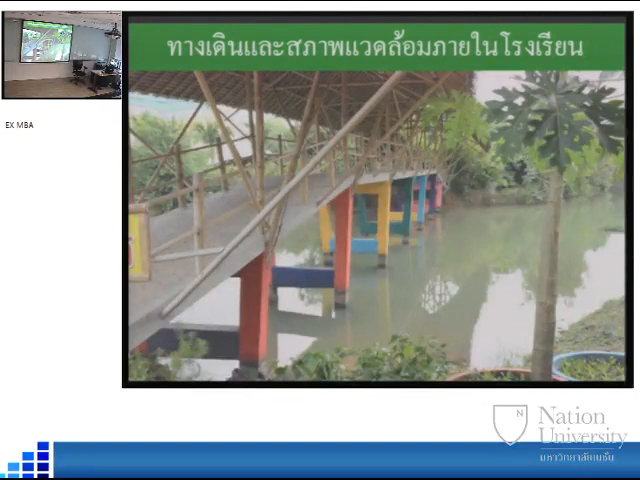 ทางเดินและสภาพแวดล้อมภายในโรงเรียน
EX MBA
N
Nation
University
มหาวิทยาลัยเนชั่น